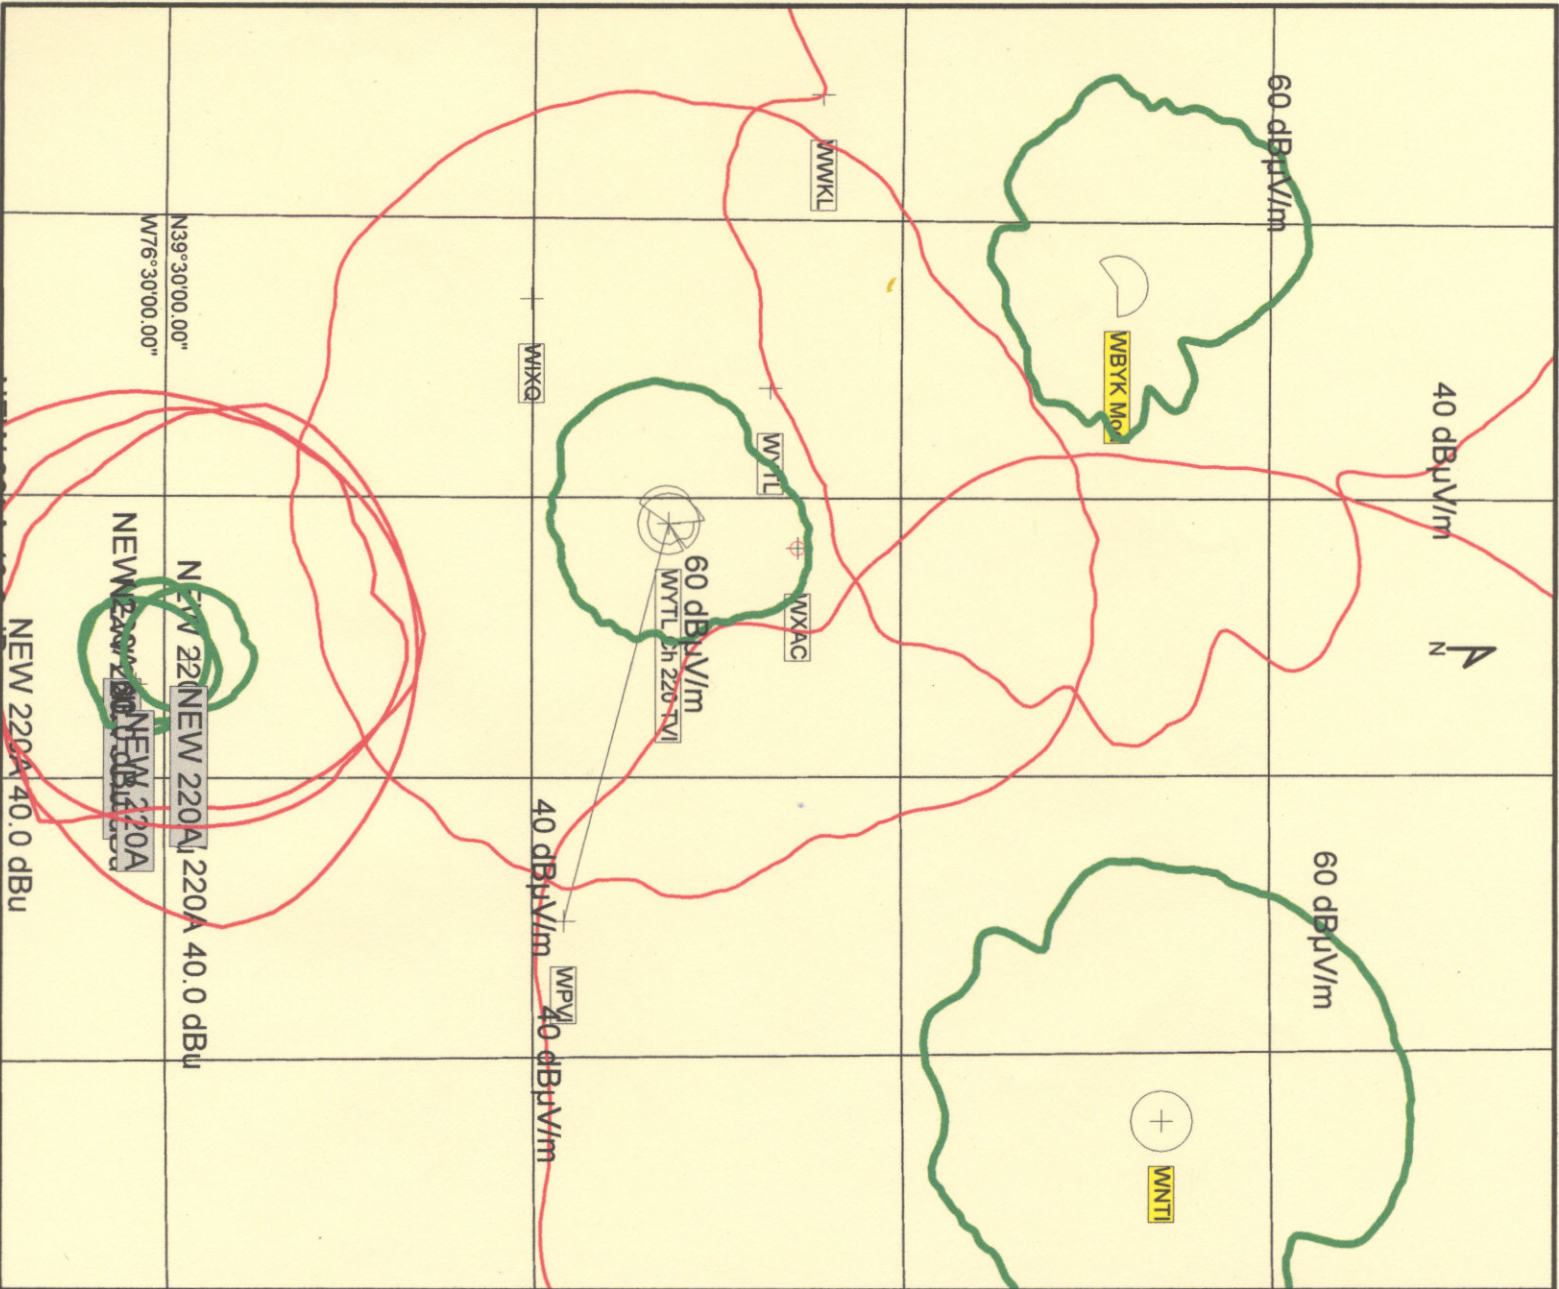 60 dBµV/m
40 dBµV/m
WWKL
WBYK Mod
N39°30'00.00"
W76°30'00.00"
WIXQ
WYTL
60 dBµV/m
WYTL Ch 220 TVI
WXAC
N
NEW 220A
NEW 220A
NEW 220A 40.0 dBu
220A 40.0 dBu
40 dBµV/m
WPVI
40 dBµV/m
60 dBµV/m
WNTI